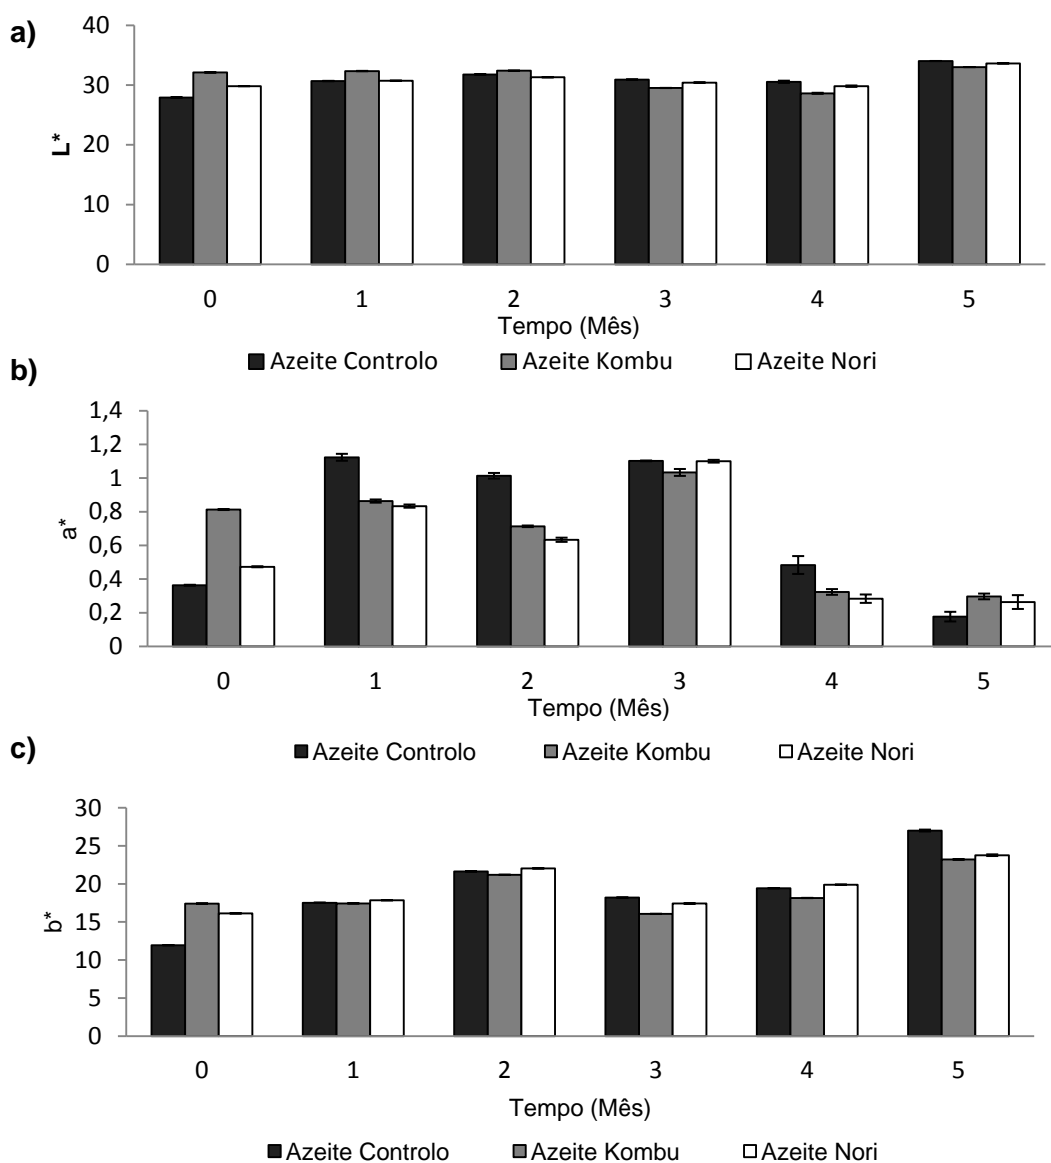 a)
L*
40
30
20
10
0
0 1 2 3 4 5
Tempo (Mês)
Azeite Controlo Azeite Kombu Azeite Nori
b)
a*
1,4
1,2
1
0,8
0,6
0,4
0,2
0
0 1 2 3 4 5
Tempo (Mês)
Azeite Controlo Azeite Kombu Azeite Nori
c)
b*
30
25
20
15
10
5
0
0 1 2 3 4 5
Tempo (Mês)
Azeite Controlo Azeite Kombu Azeite Nori